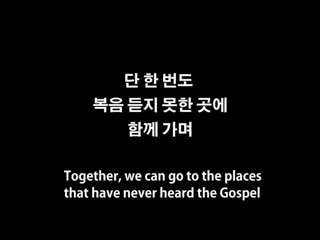 단 한 번도
복음 듣지 못한 곳에
함께 가며
Together, we can go to the places
that have never heard the Gospel